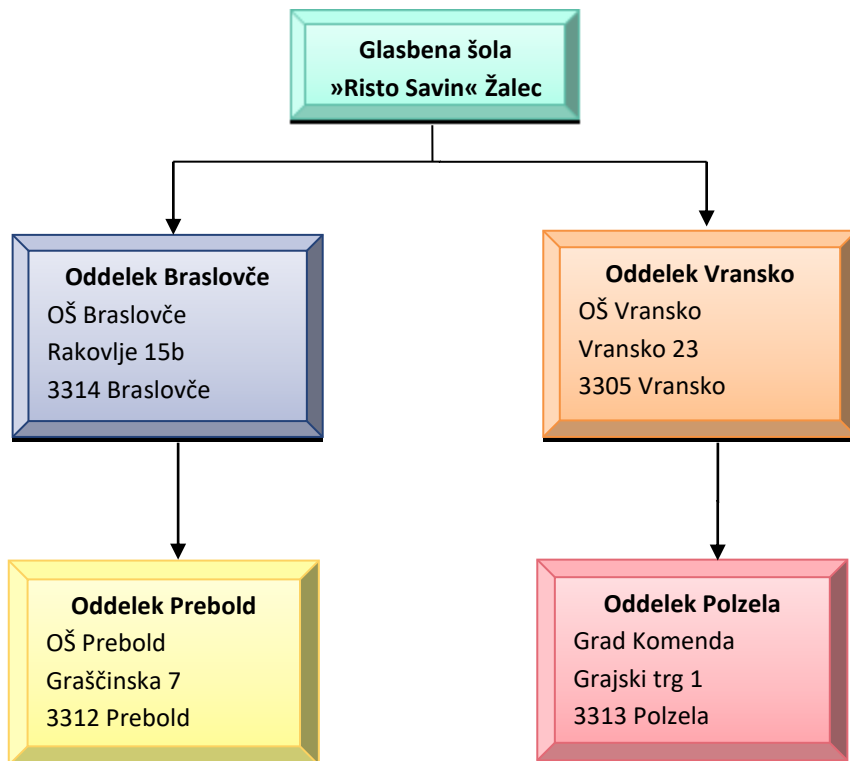 Glasbena šola
»Risto Savin« Žalec
Oddelek Braslovče
OŠ Braslovče
Rakovlje 15b
3314 Braslovče
Oddelek Vransko
OŠ Vransko
Vransko 23
3305 Vransko
Oddelek Prebold
OŠ Prebold
Graščinska 7
3312 Prebold
Oddelek Polzela
Grad Komenda
Grajski trg 1
3313 Polzela